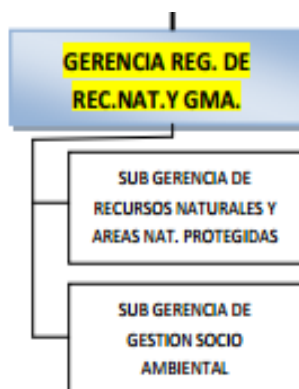 GERENCIA REG. DE
REC.NAT.Y GMA.
SUB GERENCIA DE
RECURSOS NATURALES Y
AREAS NAT. PROTEGIDAS
SUB GERENCIA DE
GESTION SOCIO
AMBIENTAL